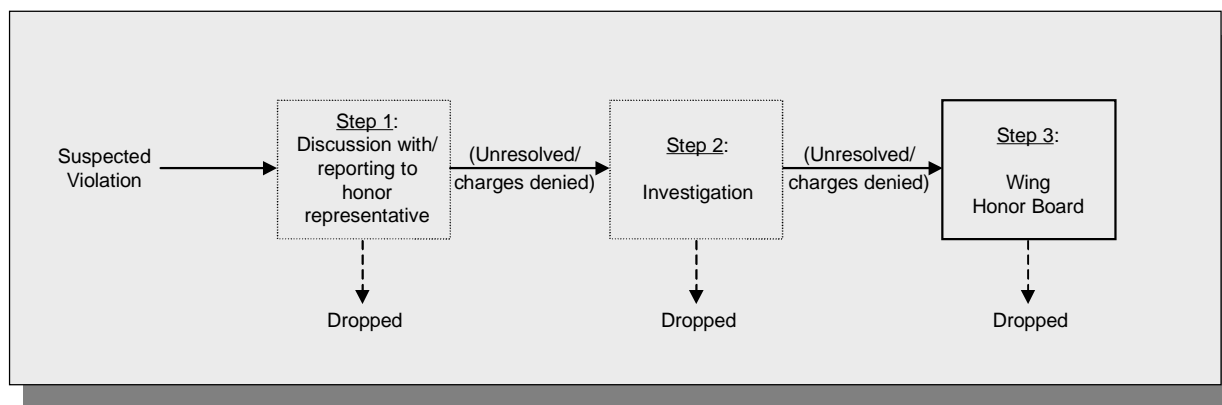 Suspected
Violation
Step 1:
Discussion with/
reporting to
honor
representative
(Unresolved/
charges denied)
Step 2:
Investigation
(Unresolved/
charges denied)
Step 3:
Wing
Honor Board
Dropped
Dropped
Dropped